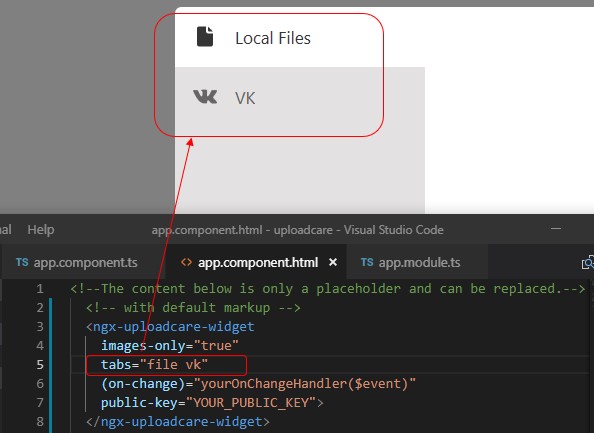 Local Files
VK
nal Help app.component.html - uploadcare - Visual Studio Code
TS app.component.ts <> app.component.html × TS app.module.ts
1 <!--The content below is only a placeholder and can be replaced.-->
2 <!-- with default markup -->
3 <ngx-uploadcare-widget
4 images-only="true"
5 tabs="file vk"
6 (on-change)="yourOnChangeHandler($event)"
7 public-key="YOUR_PUBLIC_KEY">
8 </ngx-uploadcare-widget>